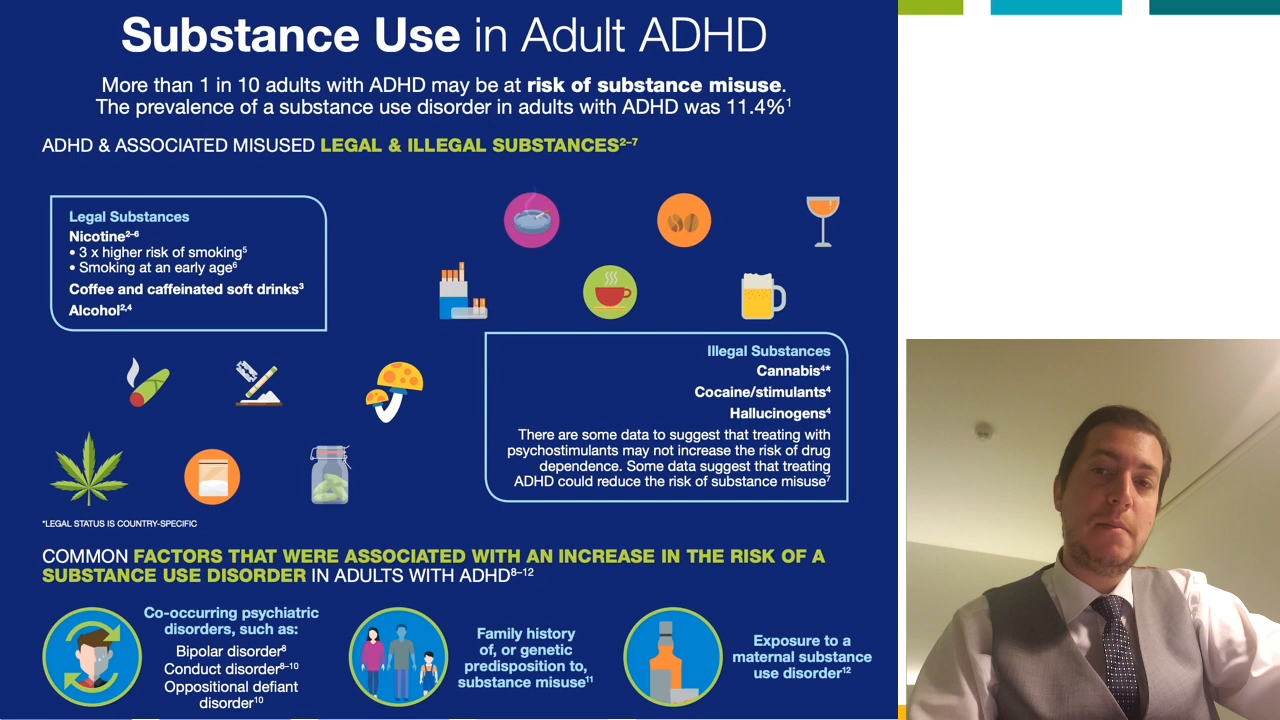 Substance Use in Adult ADHD
More than 1 in 10 adults with ADHD may be at risk of substance misuse.
The prevalence of a substance use disorder in adults with ADHD was 11.4%¹
ADHD & ASSOCIATED MISUSED LEGAL & ILLEGAL SUBSTANCES²⁻⁷
Legal Substances
Nicotine²⁻⁶
• 3 x higher risk of smoking⁵
• Smoking at an early age⁶
Coffee and caffeinated soft drinks³
Alcohol²,⁴
Illegal Substances
Cannabis⁴*
Cocaine/stimulants⁴
Hallucinogens⁴
There are some data to suggest that treating with
psychostimulants may not increase the risk of drug
dependence. Some data suggest that treating
ADHD could reduce the risk of substance misuse⁷
*LEGAL STATUS IS COUNTRY-SPECIFIC
COMMON FACTORS THAT WERE ASSOCIATED WITH AN INCREASE IN THE RISK OF A
SUBSTANCE USE DISORDER IN ADULTS WITH ADHD⁸⁻¹²
Co-occurring psychiatric
disorders, such as:
Bipolar disorder⁸
Conduct disorder⁸⁻¹⁰
Oppositional defiant
disorder¹⁰
Family history
of, or genetic
predisposition to,
substance misuse¹¹
Exposure to a
maternal substance
use disorder¹²